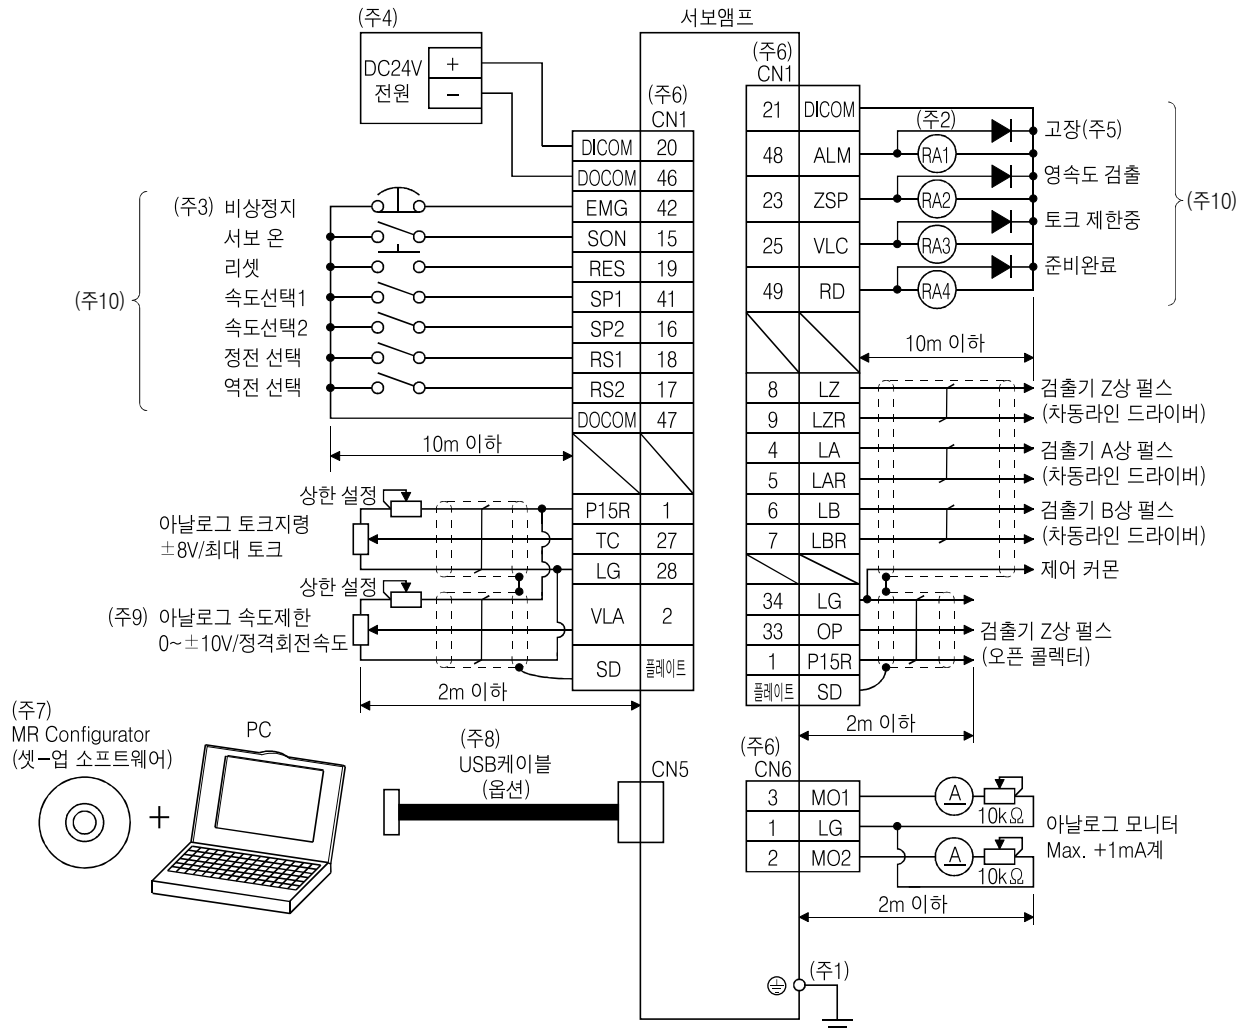 서보앰프
(주4)
DC24V
전원
+
−
(주6)
CN1
DICOM 20
DOCOM 46
EMG 42
SON 15
RES 19
SP1 41
SP2 16
RS1 18
RS2 17
DOCOM 47
P15R 1
TC 27
LG 28
VLA 2
SD 플레이트
(주10)
(주3) 비상정지
서보 온
리셋
속도선택1
속도선택2
정전 선택
역전 선택
10m 이하
상한 설정
아날로그 토크지령
±8V/최대 토크
상한 설정
(주9) 아날로그 속도제한
0~±10V/정격회전속도
2m 이하
(주6)
CN1
21 DICOM
48 ALM
23 ZSP
25 VLC
49 RD
8 LZ
9 LZR
4 LA
5 LAR
6 LB
7 LBR
34 LG
33 OP
1 P15R
플레이트 SD
(주2)
RA1
RA2
RA3
RA4
고장(주5)
영속도 검출
토크 제한중
준비완료
(주10)
10m 이하
검출기 Z상 펄스
(차동라인 드라이버)
검출기 A상 펄스
(차동라인 드라이버)
검출기 B상 펄스
(차동라인 드라이버)
제어 커몬
검출기 Z상 펄스
(오픈 콜렉터)
2m 이하
(주7)
MR Configurator
(셋-업 소프트웨어)
+
PC
(주8)
USB케이블
(옵션)
CN5
(주6)
CN6
3 MO1
1 LG
2 MO2
A
10kΩ
A
10kΩ
아날로그 모니터
Max. +1mA계
2m 이하
(주1)